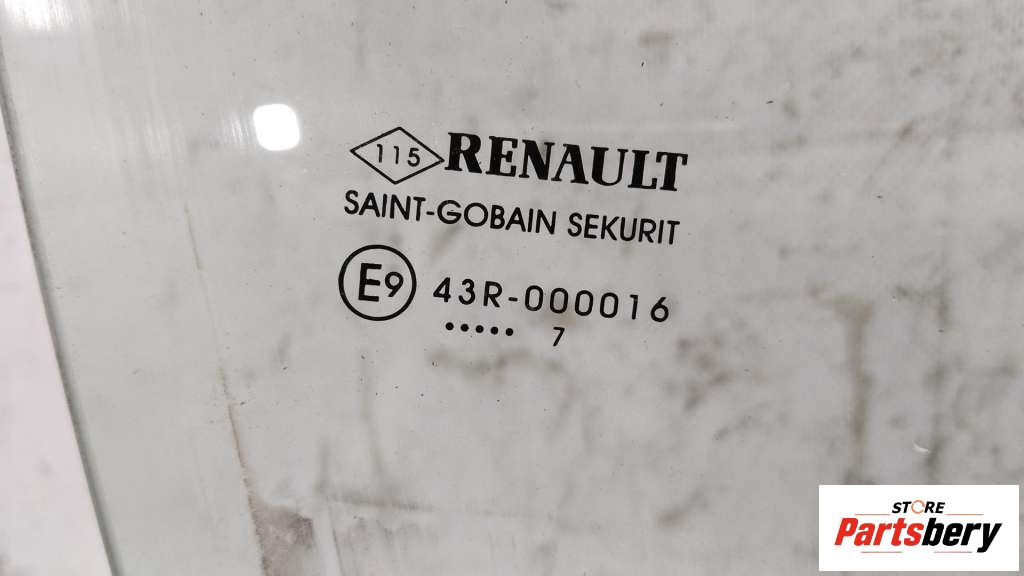 115 RENAULT
SAINT-GOBAIN SEKURIT
E9 43R-000016
••••• 7
STORE
Partsbery